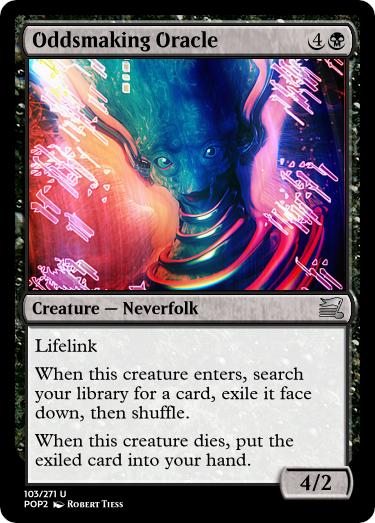 Oddsmaking Oracle 4
Creature — Neverfolk
Lifelink
When this creature enters, search
your library for a card, exile it face
down, then shuffle.
When this creature dies, put the
exiled card into your hand.
4/2
103/271 U
POP2 Robert Tiess